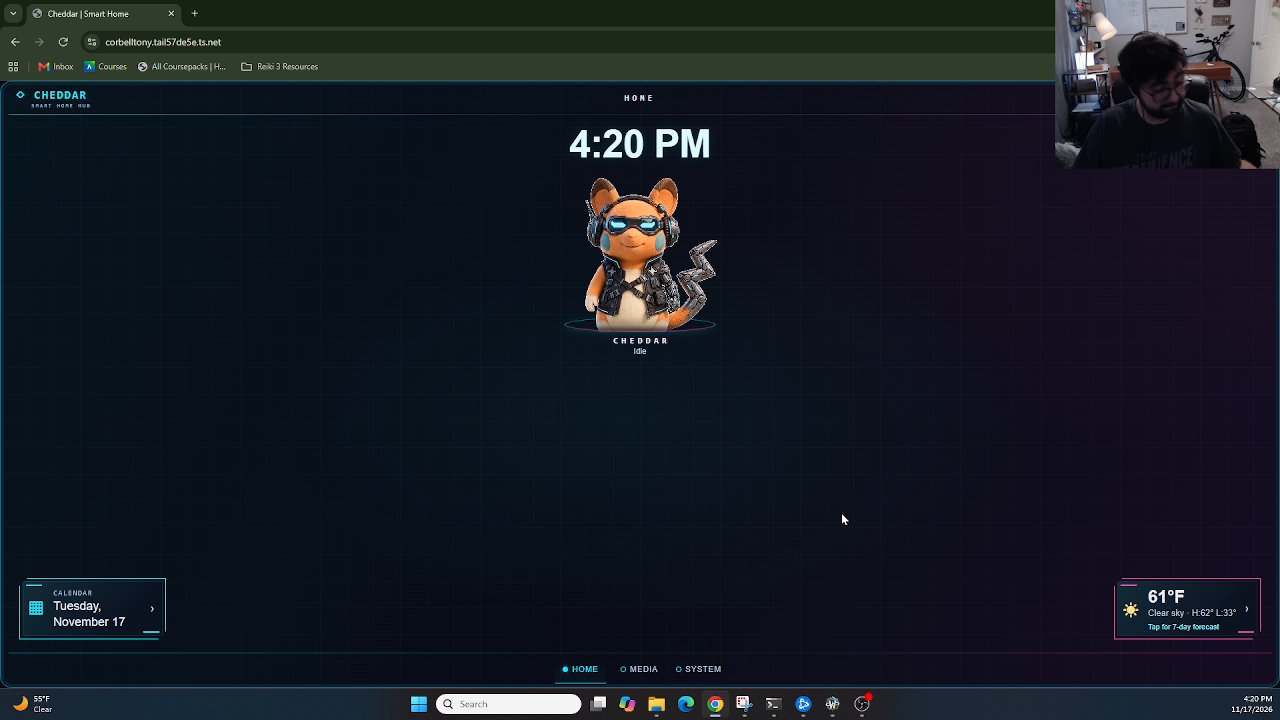 Cheddar | Smart Home
corbelltony.tail57de5e.ts.net
Inbox
Courses
All Coursepacks | H...
Reiki 3 Resources
CHEDDAR
SMART HOME HUB
HOME
4:20 PM
CHEDDAR
Idle
CALENDAR
Tuesday,
November 17
61°F
Clear sky · H:62° L:33°
Tap for 7-day forecast
HOME
MEDIA
SYSTEM
55°F
Clear
Search
4:20 PM
11/17/2026